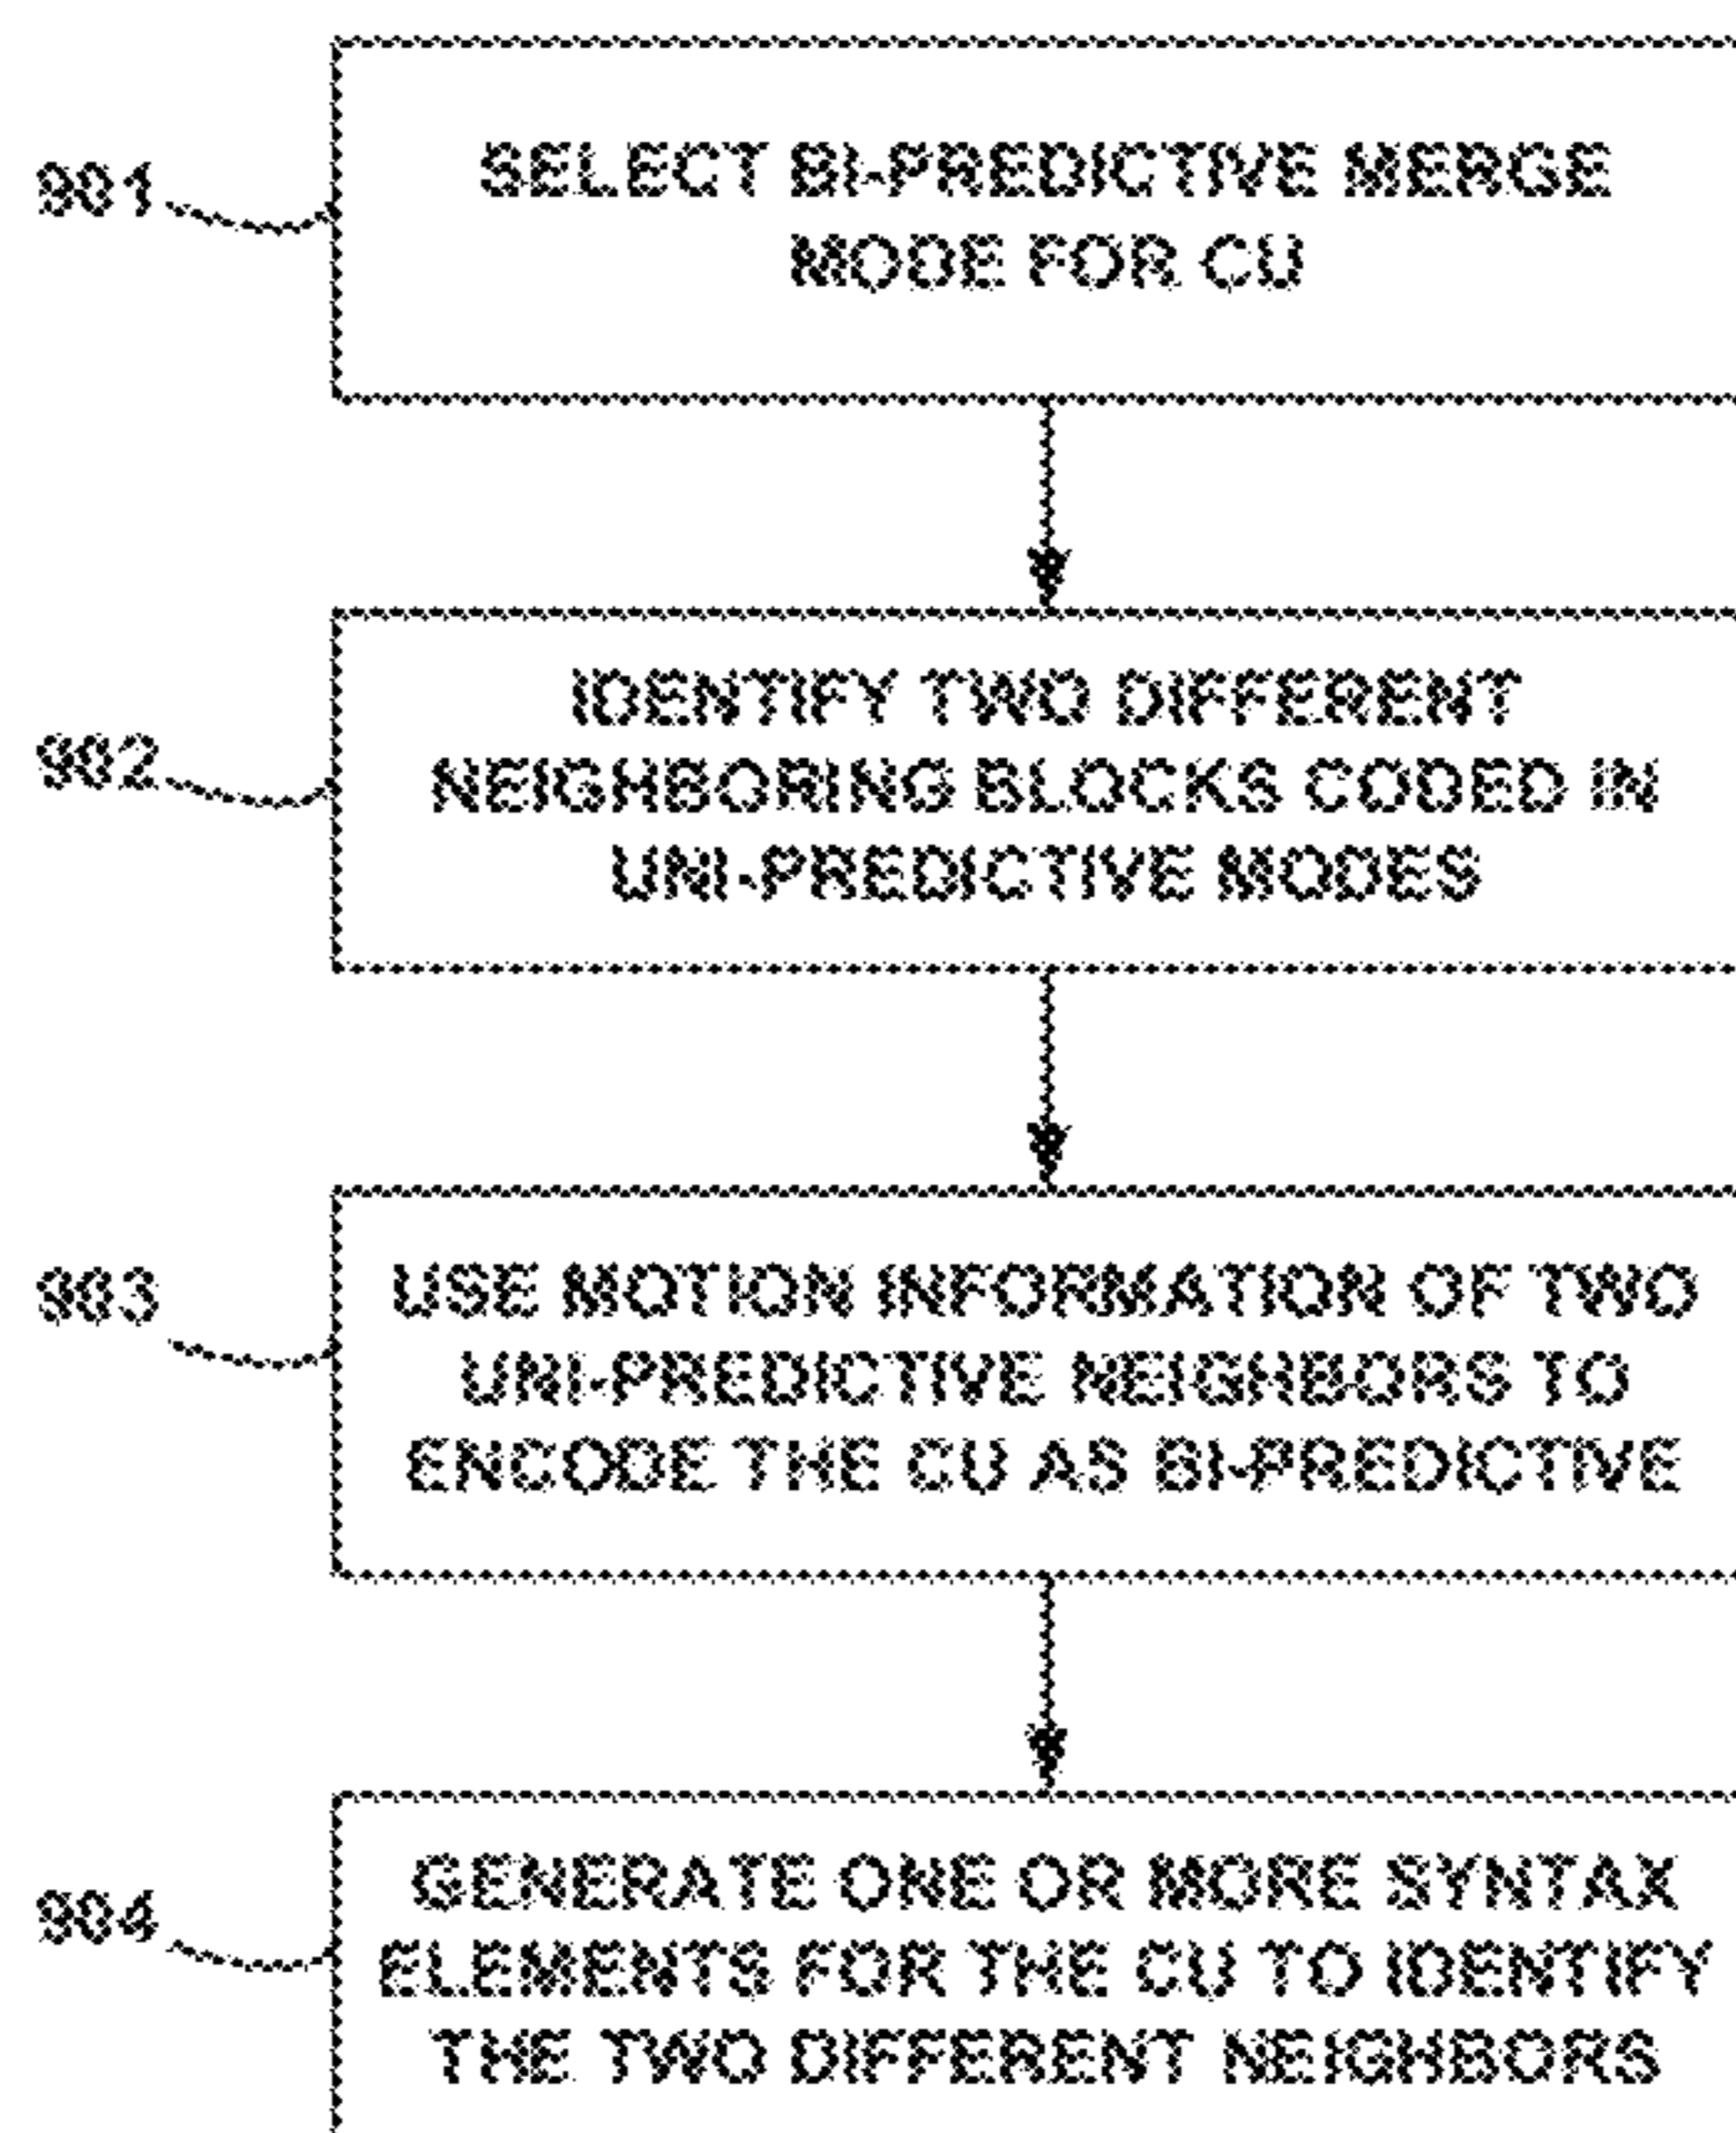 901
SELECT BI-PREDICTIVE MERGE
MODE FOR CU
902
IDENTIFY TWO DIFFERENT
NEIGHBORING BLOCKS CODED IN
UNI-PREDICTIVE MODES
903
USE MOTION INFORMATION OF TWO
UNI-PREDICTIVE NEIGHBORS TO
ENCODE THE CU AS BI-PREDICTIVE
904
GENERATE ONE OR MORE SYNTAX
ELEMENTS FOR THE CU TO IDENTIFY
THE TWO DIFFERENT NEIGHBORS